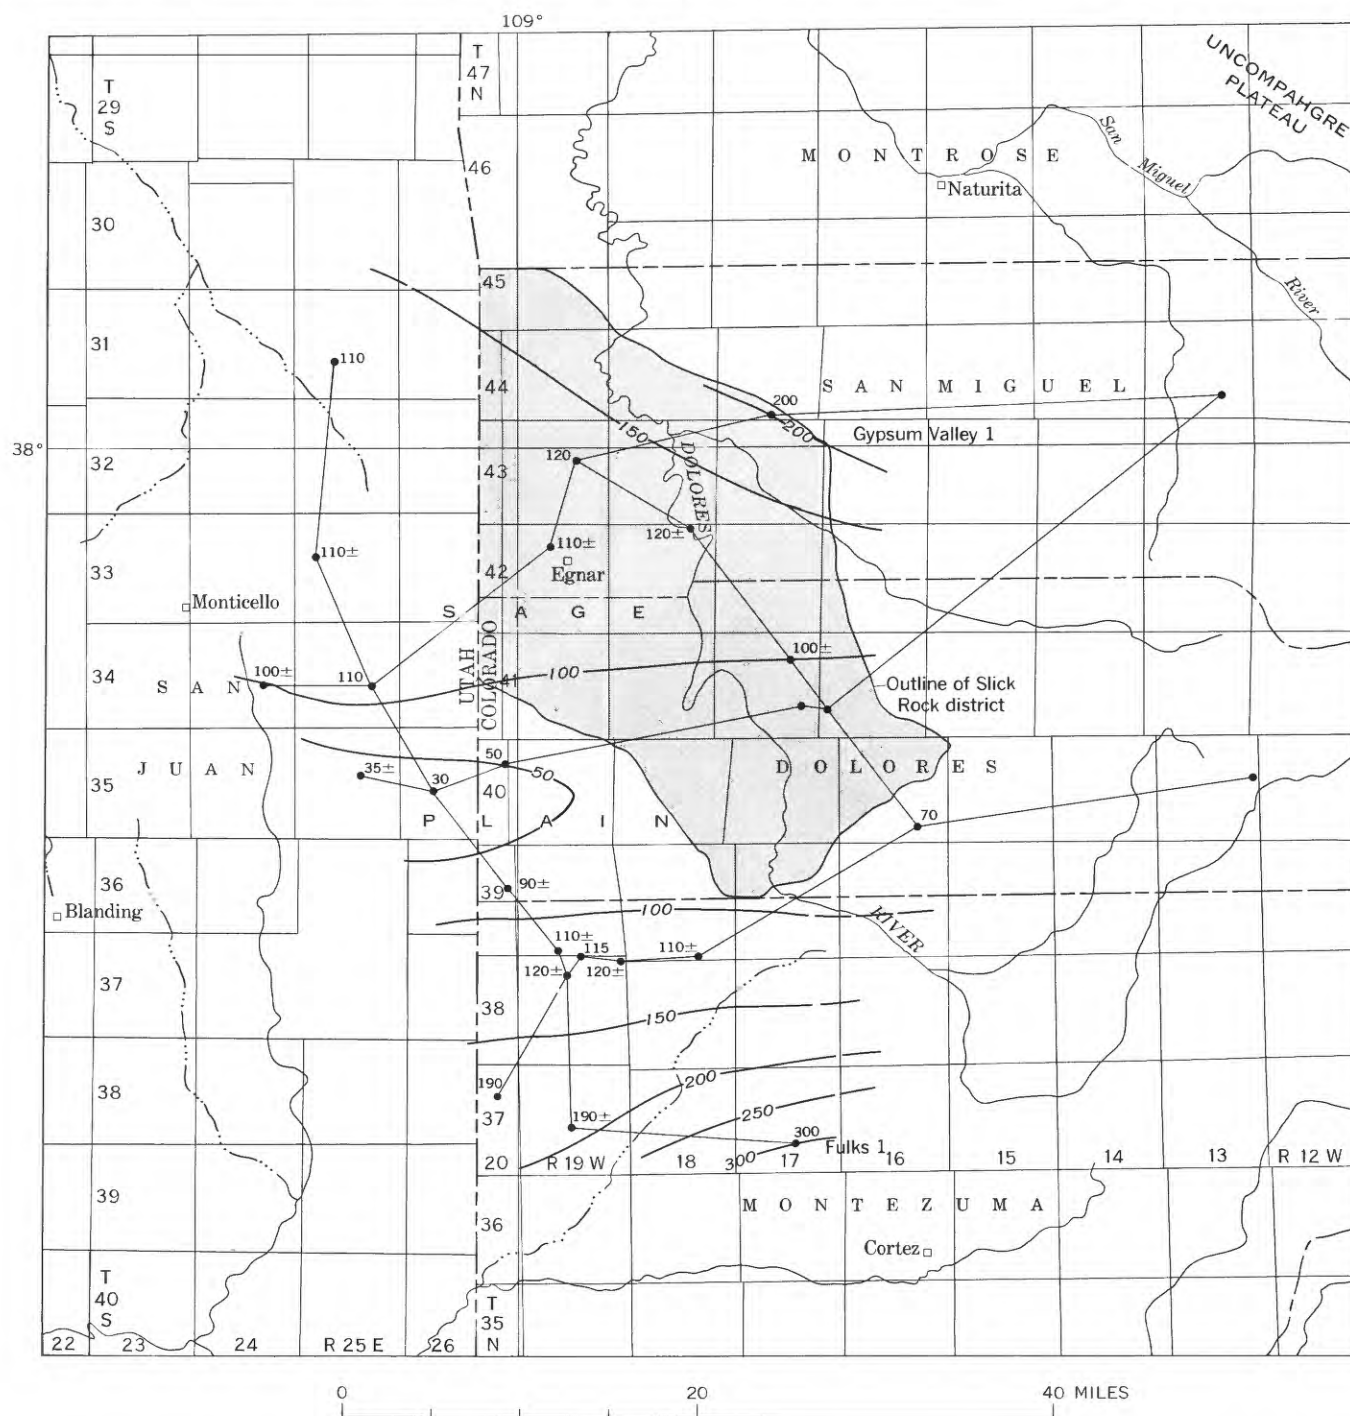 109°
UNCOMPAHGRE
PLATEAU
T
47
N
T
29
S
46
MONTROSE
San Miguel River
Naturita
30
45
31
110
44
SAN MIGUEL
200
200
150
Gypsum Valley 1
38°
32
120
43
DOLORES
120±
110±
110±
Egnar
33
42
Monticello
SAGE
UTAH
COLORADO
100±
34
100±
110
100
41
SAN
Outline of Slick
Rock district
50
DOLORES
JUAN
35±
30
50
35
40
PLAIN
70
36
39
90±
Blanding
100
RIVER
110±
115
110±
120±
120±
37
38
150
38
190
200
37
190±
250
300
Fulks 1
300
20
R 19 W
18
17
16
15
14
13
R 12 W
39
MONTEZUMA
36
Cortez
T
40
S
T
35
N
22
23
24
R 25 E
26
0
20
40 MILES